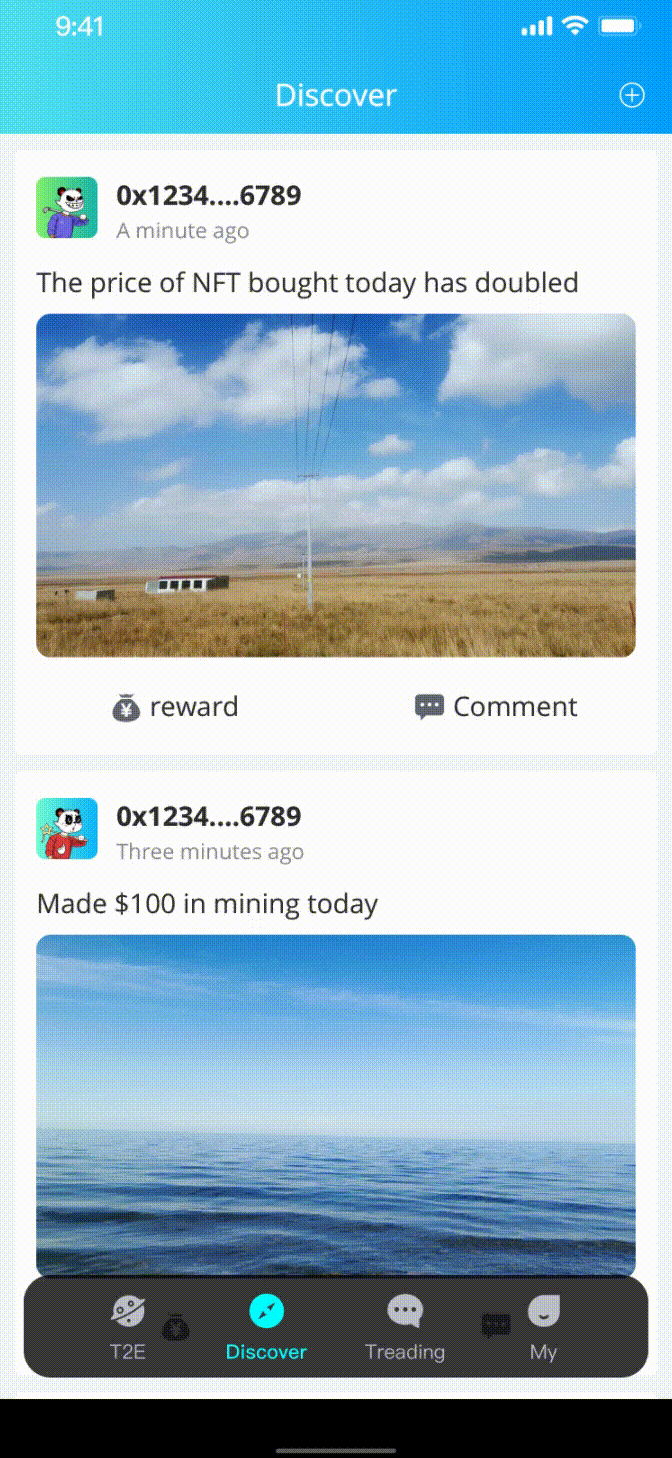 9:41
Discover
0x1234....6789
A minute ago
The price of NFT bought today has doubled
reward
Comment
0x1234....6789
Three minutes ago
Made $100 in mining today
T2E
Discover
Treading
My